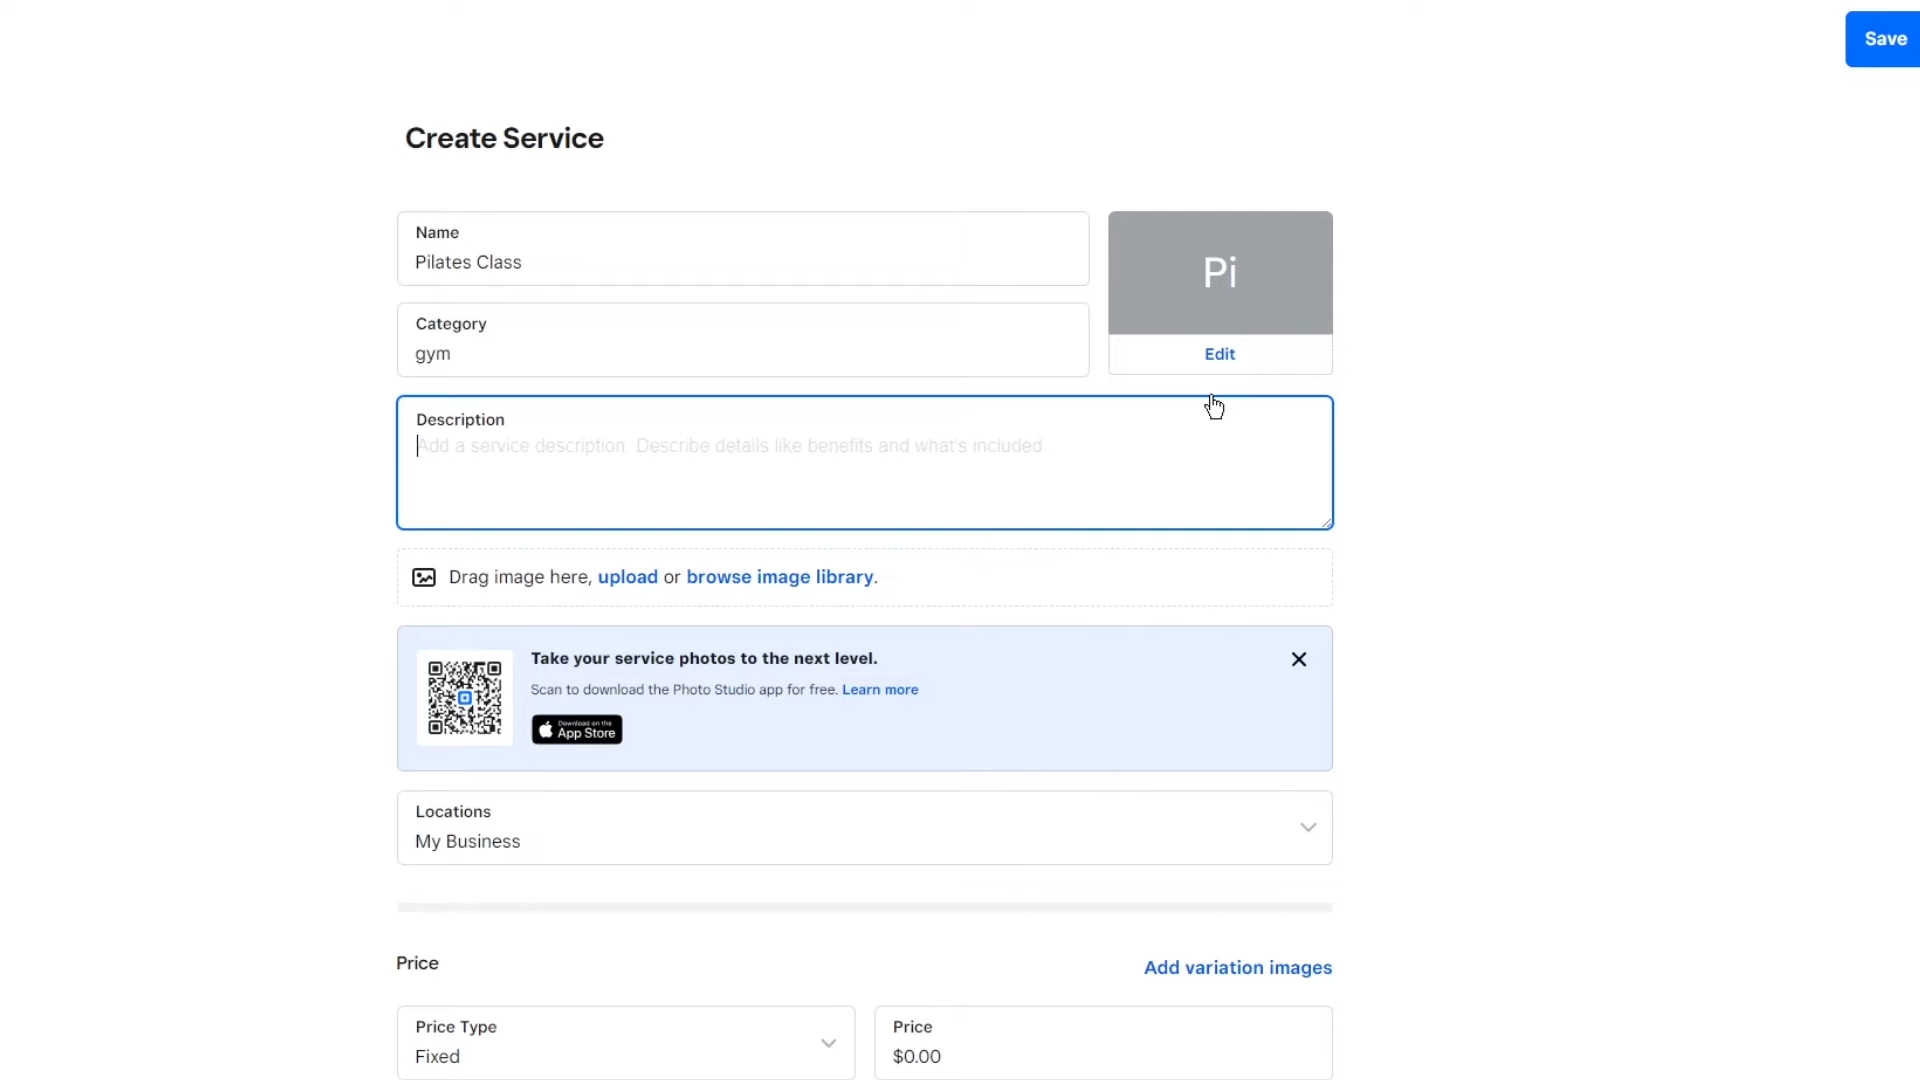 Save
Create Service
Name
Pilates Class
Pi
Category
gym
Edit
Description
Add a service description. Describe details like benefits and what's included.
Drag image here, upload or browse image library.
Take your service photos to the next level.
Scan to download the Photo Studio app for free. Learn more
Download on the
App Store
Locations
My Business
Price
Add variation images
Price Type
Fixed
Price
$0.00